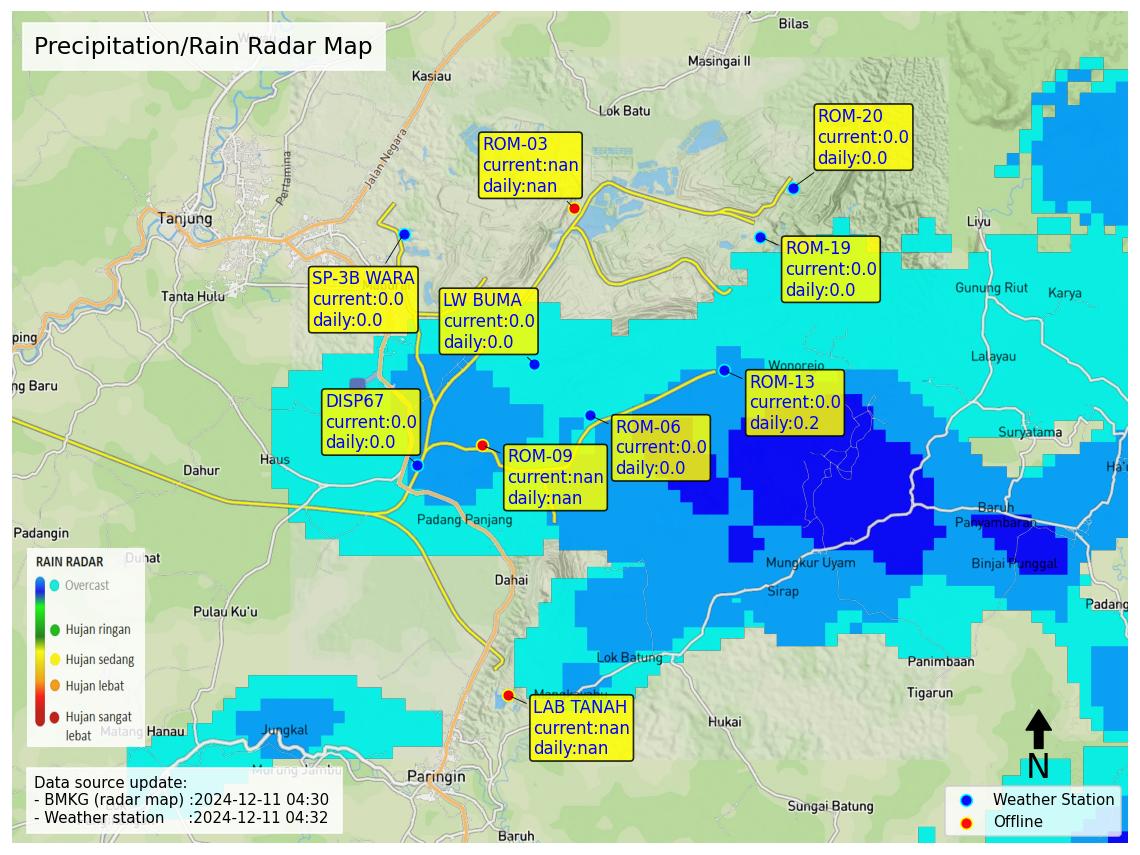 Precipitation/Rain Radar Map
Bilas
Masingai II
Kasiau
Lok Batu
ROM-20
current:0.0
daily:0.0
ROM-03
current:nan
daily:nan
Jalan Negara
Pertamina
Tanjung
Liyu
ROM-19
current:0.0
daily:0.0
SP-3B WARA
current:0.0
daily:0.0
LW BUMA
current:0.0
daily:0.0
Tanta Hulu
Gunung Riut
Karya
ping
Lalayau
Wonorejo
ng Baru
ROM-13
current:0.0
daily:0.2
DISP67
current:0.0
daily:0.0
ROM-06
current:0.0
daily:0.0
Suryatama
ROM-09
current:nan
daily:nan
Haus
Dahur
Baruh
Panyambaran
Padang Panjang
Padangin
Duhat
Mungkur Uyam
Binjai Punggal
Dahai
Sirap
Padang
Pulau Ku'u
RAIN RADAR
Overcast
Hujan ringan
Hujan sedang
Hujan lebat
Hujan sangat
lebat
Lok Batung
Panimbaan
Tigarun
LAB TANAH
current:nan
daily:nan
Hukai
Matang Hanau
Jungkal
Murung Jambu
Paringin
N
Sungai Batung
Baruh
Data source update:
- BMKG (radar map) :2024-12-11 04:30
- Weather station :2024-12-11 04:32
Weather Station
Offline